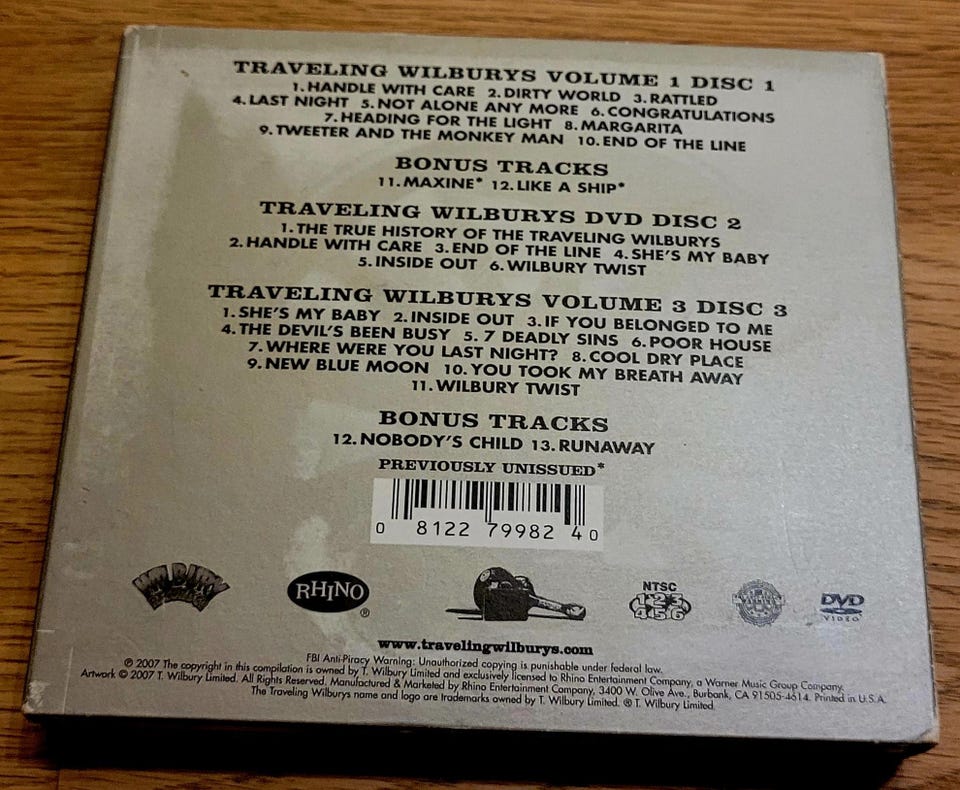 TRAVELING WILBURYS VOLUME 1 DISC 1
1. HANDLE WITH CARE 2. DIRTY WORLD 3. RATTLED
4. LAST NIGHT 5. NOT ALONE ANY MORE 6. CONGRATULATIONS
7. HEADING FOR THE LIGHT 8. MARGARITA
9. TWEETER AND THE MONKEY MAN 10. END OF THE LINE
BONUS TRACKS
11. MAXINE* 12. LIKE A SHIP*
TRAVELING WILBURYS DVD DISC 2
1. THE TRUE HISTORY OF THE TRAVELING WILBURYS
2. HANDLE WITH CARE 3. END OF THE LINE 4. SHE'S MY BABY
5. INSIDE OUT 6. WILBURY TWIST
TRAVELING WILBURYS VOLUME 3 DISC 3
1. SHE'S MY BABY 2. INSIDE OUT 3. IF YOU BELONGED TO ME
4. THE DEVIL'S BEEN BUSY 5. 7 DEADLY SINS 6. POOR HOUSE
7. WHERE WERE YOU LAST NIGHT? 8. COOL DRY PLACE
9. NEW BLUE MOON 10. YOU TOOK MY BREATH AWAY
11. WILBURY TWIST
BONUS TRACKS
12. NOBODY'S CHILD 13. RUNAWAY
PREVIOUSLY UNISSUED*
0 8122 79982 4 0
WILBURY
RHINO ®
NTSC
1 2 3
4 5 6
DVD
VIDEO
www.travelingwilburys.com
FBI Anti-Piracy Warning: Unauthorized copying is punishable under federal law.
℗ 2007 The copyright in this compilation is owned by T. Wilbury Limited and exclusively licensed to Rhino Entertainment Company, a Warner Music Group Company.
Artwork © 2007 T. Wilbury Limited. All Rights Reserved. Manufactured & Marketed by Rhino Entertainment Company, 3400 W. Olive Ave., Burbank, CA 91505-4614. Printed in U.S.A.
The Traveling Wilburys name and logo are trademarks owned by T. Wilbury Limited. ® T. Wilbury Limited.